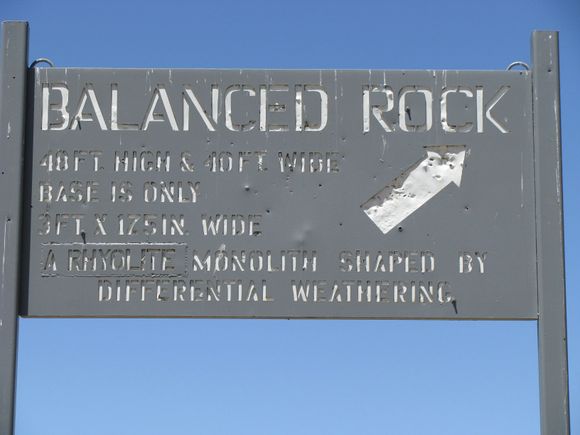 BALANCED ROCK
48 FT. HIGH & 40 FT. WIDE
BASE IS ONLY
3 FT X 17.5 IN. WIDE
A RHYOLITE MONOLITH SHAPED BY
DIFFERENTIAL WEATHERING.